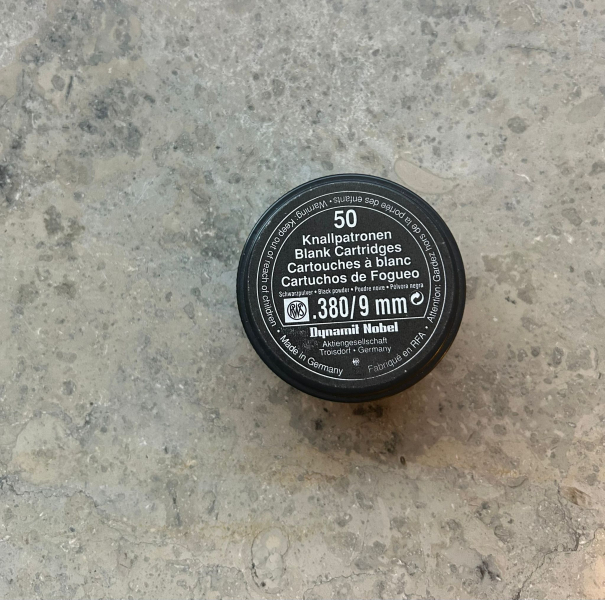 50
Knallpatronen
Blank Cartridges
Cartouches à blanc
Cartuchos de Fogueo
Schwarzpulver • Black powder • Poudre noire • Pólvora negra
RWS .380/9 mm
Dynamit Nobel
Aktiengesellschaft
Troisdorf • Germany
Warning: Keep out of reach of children •
Made in Germany
Fabriqué en RFA •
Attention: Gardez hors de la portée des enfants •